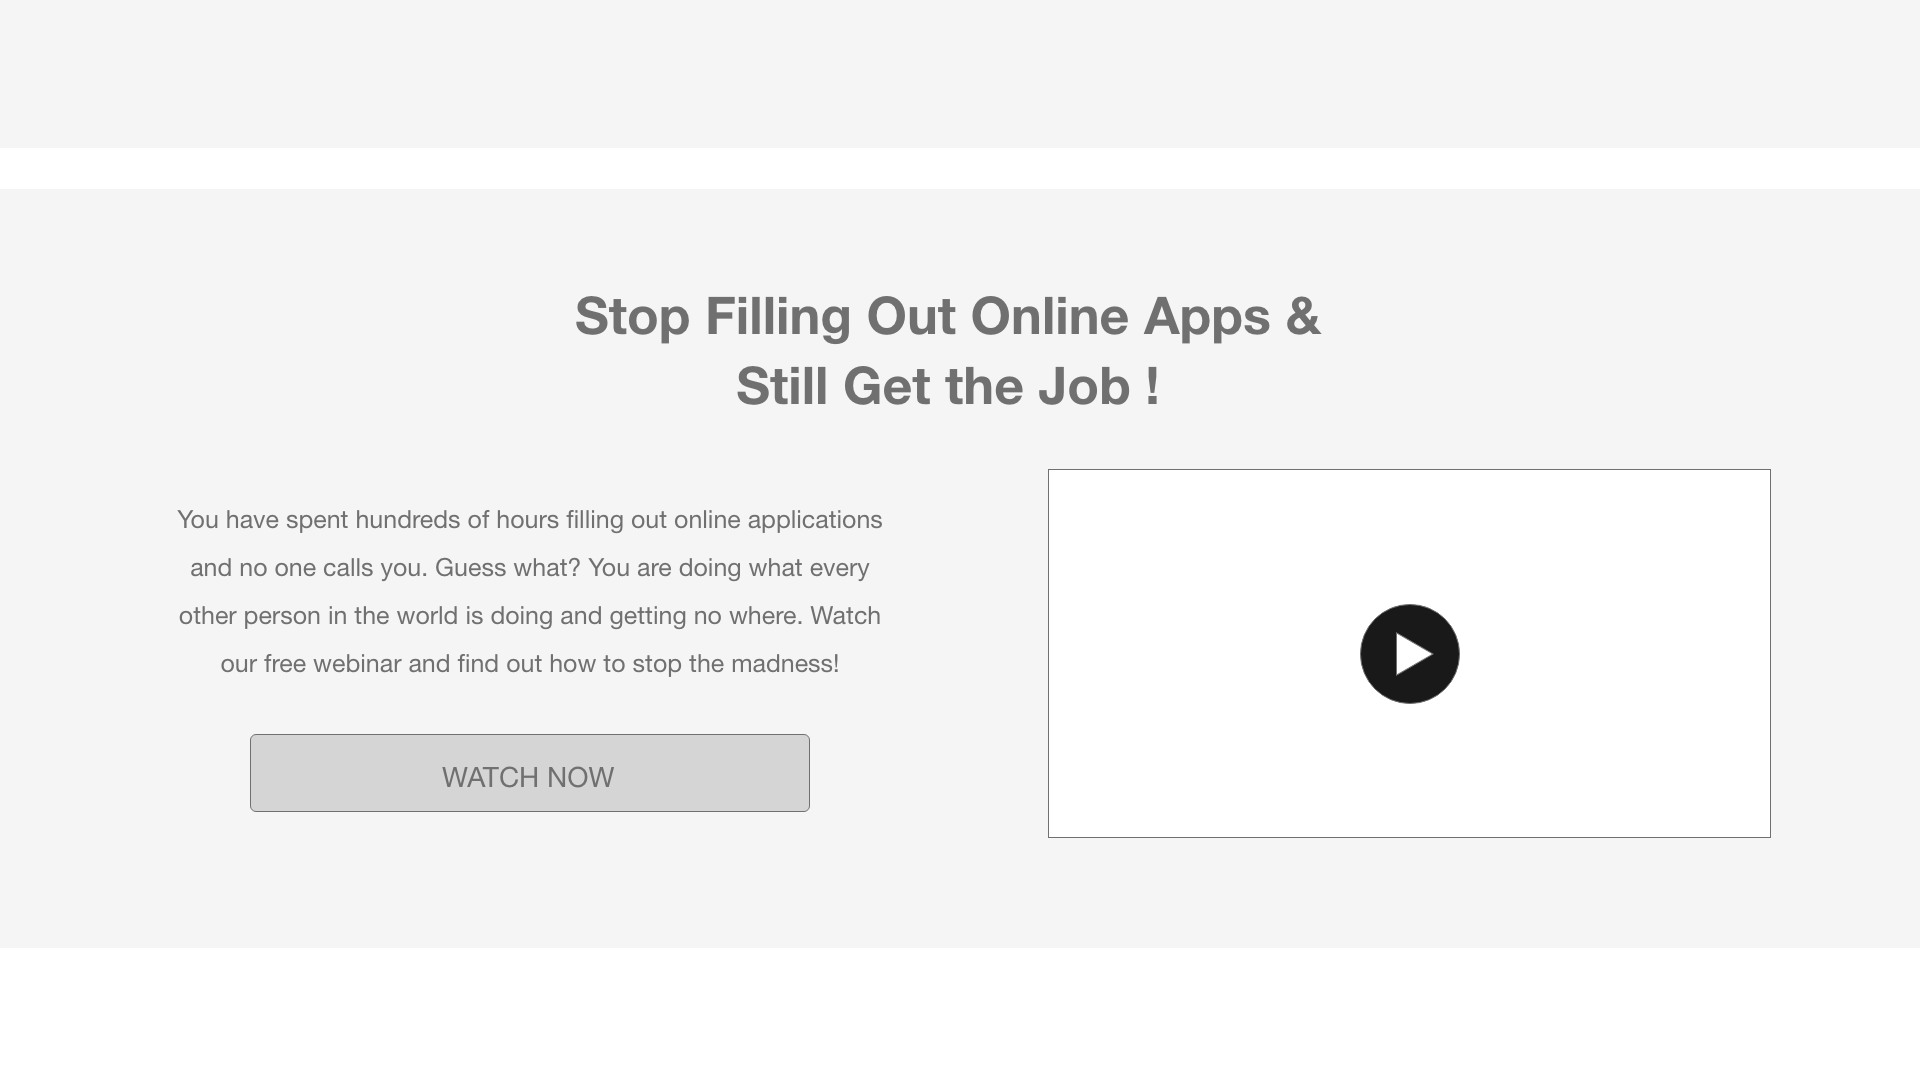 Stop Filling Out Online Apps &
Still Get the Job !
You have spent hundreds of hours filling out online applications
and no one calls you. Guess what? You are doing what every
other person in the world is doing and getting no where. Watch
our free webinar and find out how to stop the madness!
WATCH NOW